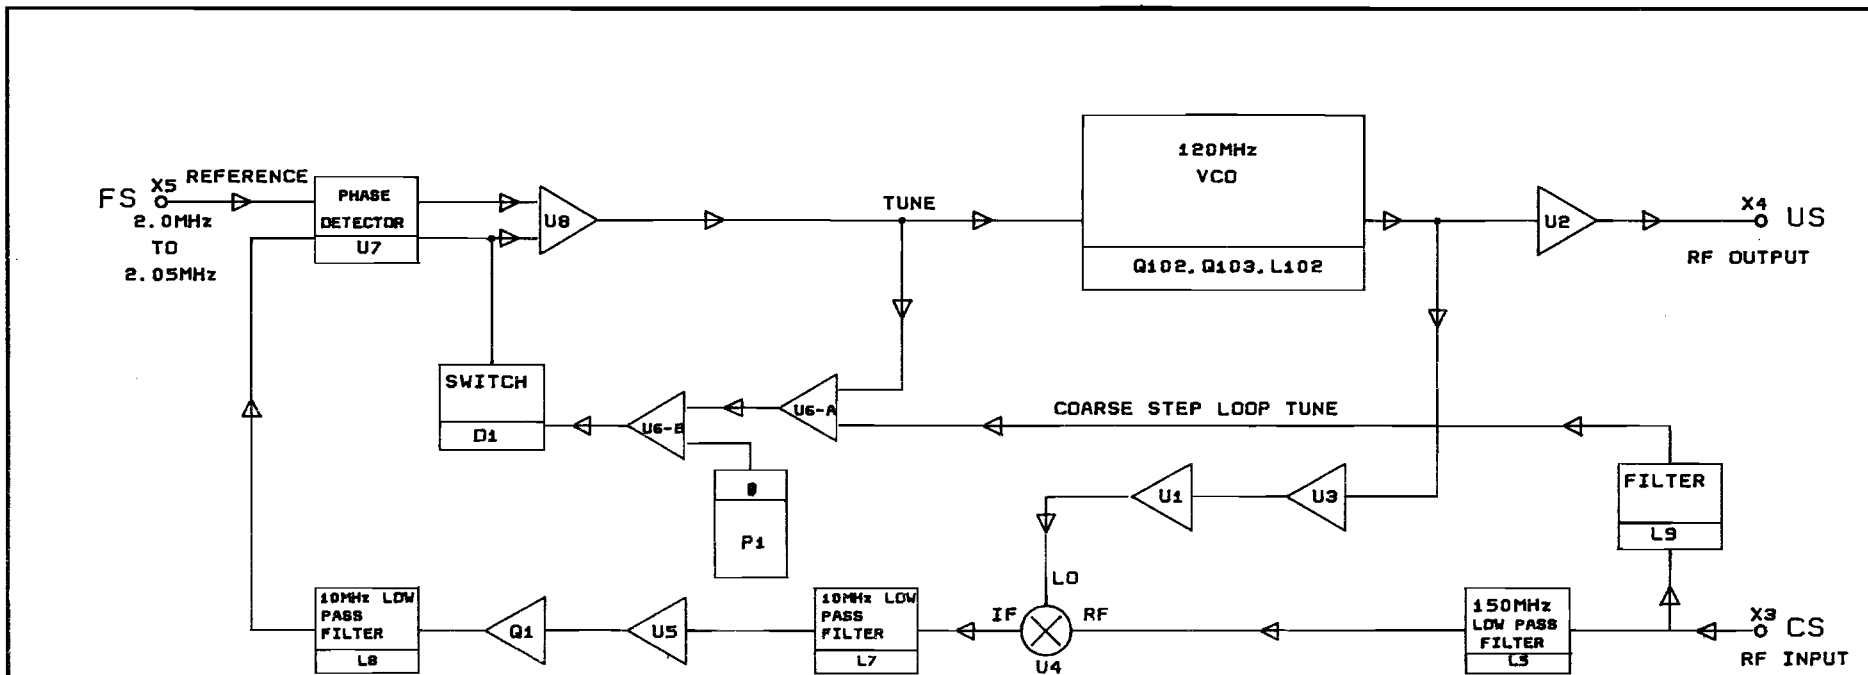 120MHz
VCO
Q102, Q103, L102
FS
X5
REFERENCE
2.0MHz
TO
2.05MHz
PHASE
DETECTOR
U7
U8
TUNE
U2
X4
US
RF OUTPUT
SWITCH
D1
U6-B
U6-A
COARSE STEP LOOP TUNE
P1
U1
U3
FILTER
L9
LO
10MHz LOW
PASS
FILTER
L8
Q1
U5
10MHz LOW
PASS
FILTER
L7
IF
RF
U4
150MHz
LOW PASS
FILTER
L5
X3
CS
RF INPUT